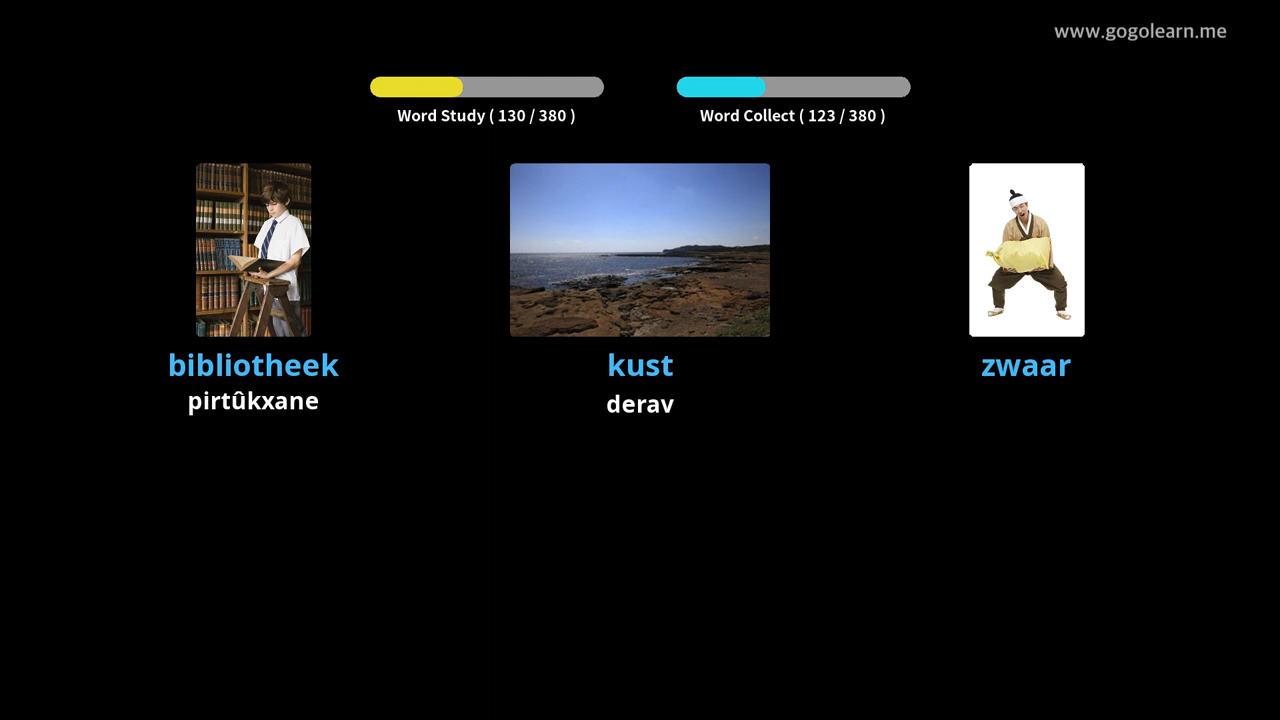 www.gogolearn.me
Word Study ( 130 / 380 )
Word Collect ( 123 / 380 )
bibliotheek
kust
zwaar
pirtûkxane
derav